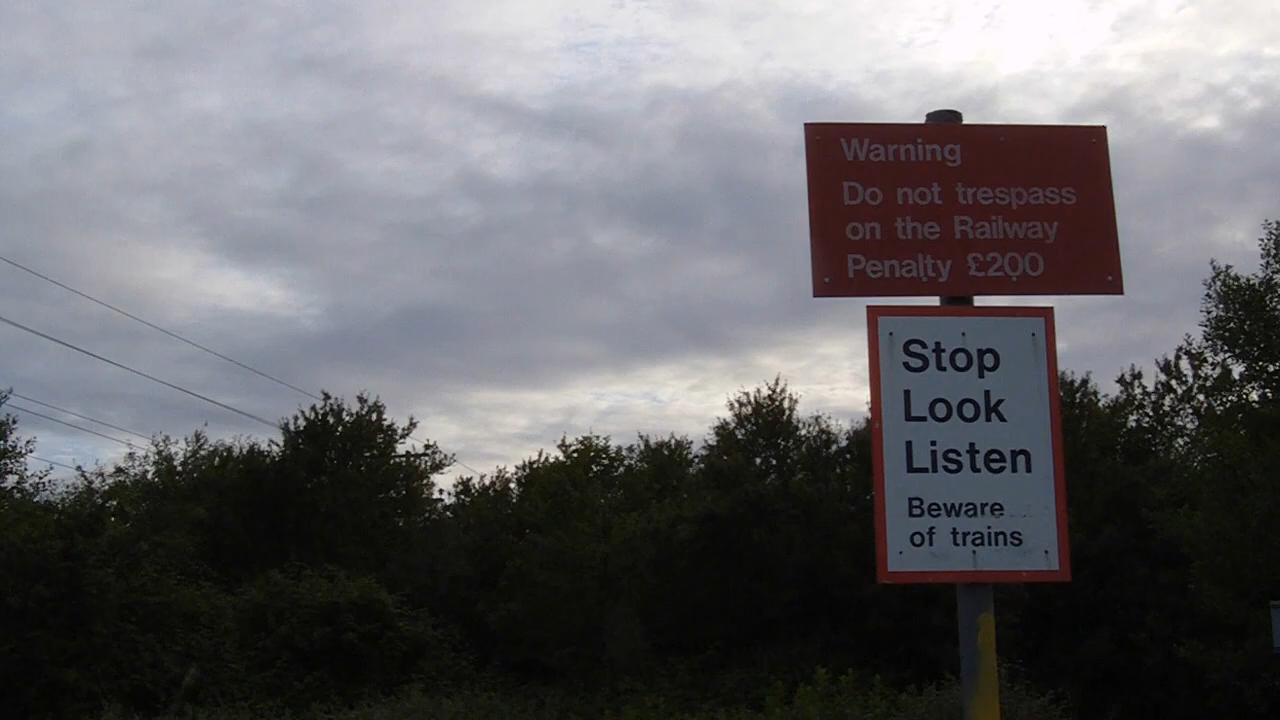 Warning
Do not trespass
on the Railway
Penalty £200
Stop
Look
Listen
Beware
of trains